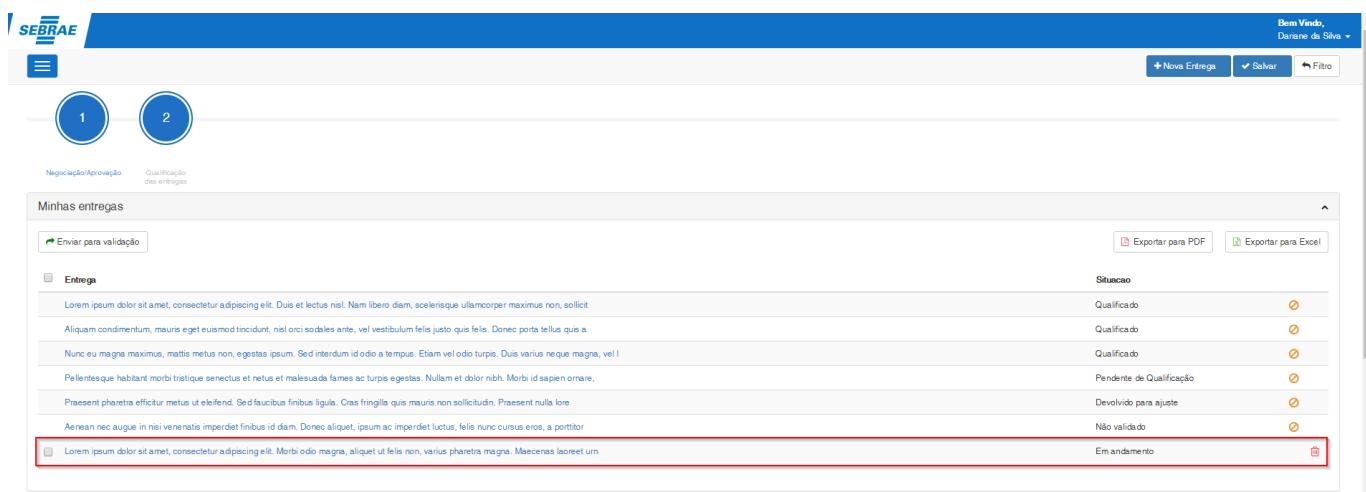 SEBRAE
Bem Vindo,
Dariane da Silva
Nova Entrega
Salvar
Filtro
1
2
Negociação/Aprovação
Qualificação
das entregas
Minhas entregas
Enviar para validação
Exportar para PDF
Exportar para Excel
Entrega Situacao
Lorem ipsum dolor sit amet, consectetur adipiscing elit. Duis et lectus nisl. Nam libero diam, scelerisque ullamcorper maximus non, sollicit Qualificado
Aliquam condimentum, mauris eget euismod tincidunt, nisl orci sodales ante, vel vestibulum felis justo quis felis. Donec porta tellus quis a Qualificado
Nunc eu magna maximus, mattis metus non, egestas ipsum. Sed interdum id odio a tempus. Etiam vel odio turpis. Duis varius neque magna, vel l Qualificado
Pellentesque habitant morbi tristique senectus et netus et malesuada fames ac turpis egestas. Nullam et dolor nibh. Morbi id sapien ornare, Pendente de Qualificação
Praesent pharetra efficitur metus ut eleifend. Sed faucibus finibus ligula. Cras fringilla quis mauris non sollicitudin. Praesent nulla lore Devolvido para ajuste
Aenean nec augue in nisi venenatis imperdiet finibus id diam. Donec aliquet, ipsum ac imperdiet luctus, felis nunc cursus eros, a porttitor Não validado
Lorem ipsum dolor sit amet, consectetur adipiscing elit. Morbi odio magna, aliquet ut felis non, varius pharetra magna. Maecenas laoreet urn Em andamento